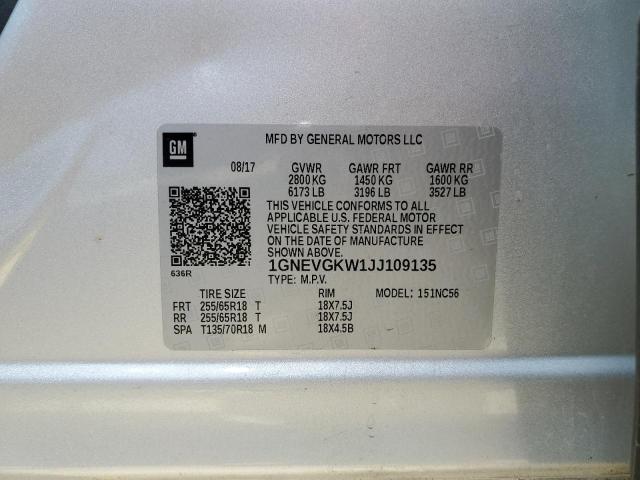 GM
MFD BY GENERAL MOTORS LLC
08/17 GVWR GAWR FRT GAWR RR
2800 KG 1450 KG 1600 KG
6173 LB 3196 LB 3527 LB
THIS VEHICLE CONFORMS TO ALL
APPLICABLE U.S. FEDERAL MOTOR
VEHICLE SAFETY STANDARDS IN EFFECT
ON THE DATE OF MANUFACTURE
SHOWN ABOVE.
636R
1GNEVGKW1JJ109135
TYPE: M.P.V.
TIRE SIZE RIM MODEL: 151NC56
FRT 255/65R18 T 18X7.5J
RR 255/65R18 T 18X7.5J
SPA T135/70R18 M 18X4.5B